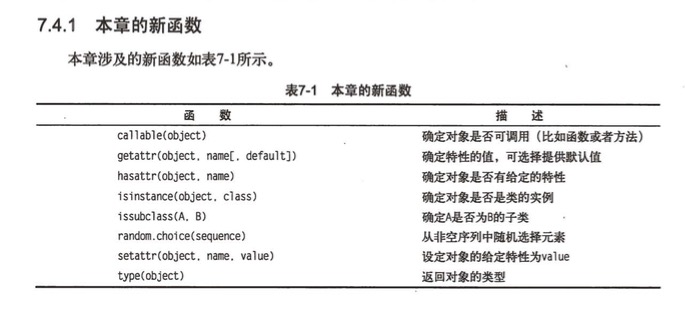 7.4.1 本章的新函数
本章涉及的新函数如表7-1所示。
表7-1 本章的新函数
函 数 描 述
callable(object) 确定对象是否可调用（比如函数或者方法）
getattr(object, name[, default]) 确定特性的值，可选择提供默认值
hasattr(object, name) 确定对象是否有给定的特性
isinstance(object, class) 确定对象是否是类的实例
issubclass(A, B) 确定A是否为B的子类
random.choice(sequence) 从非空序列中随机选择元素
setattr(object, name, value) 设定对象的给定特性为value
type(object) 返回对象的类型